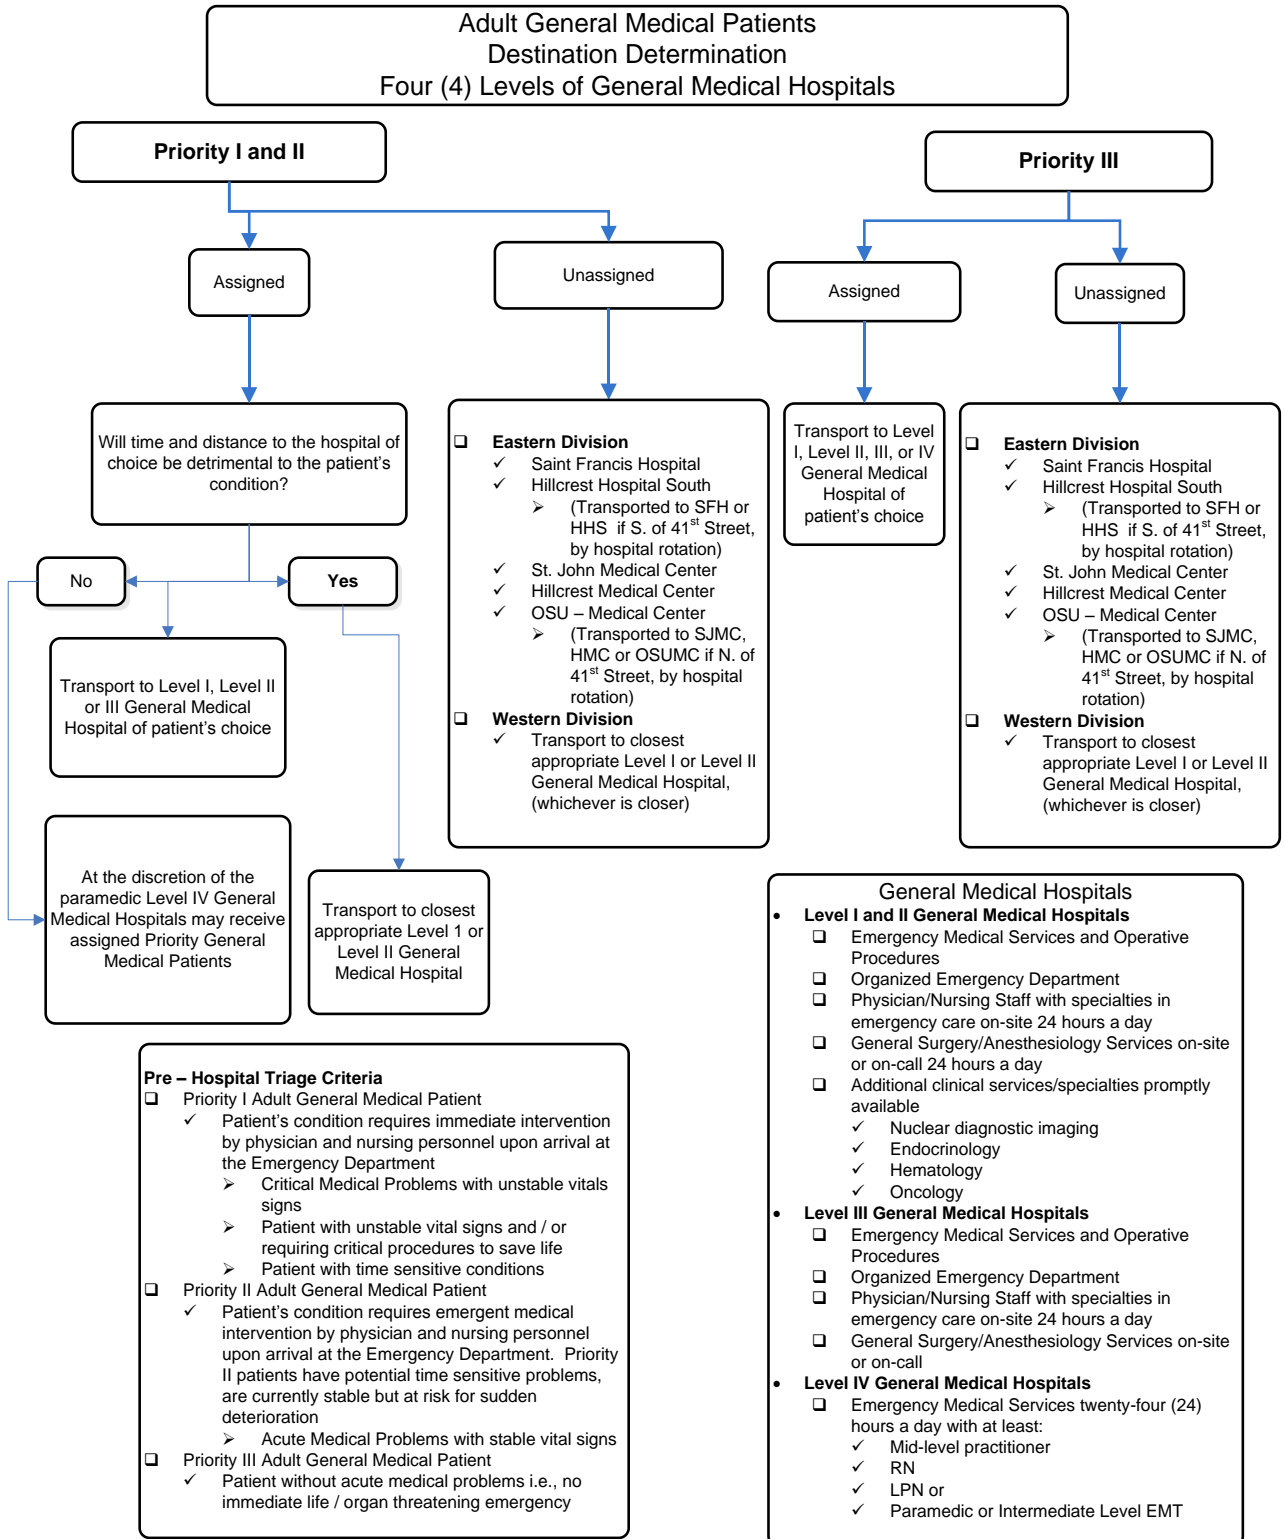 Adult General Medical Patients
Destination Determination
Four (4) Levels of General Medical Hospitals
Priority I and II
Priority III
Assigned
Unassigned
Assigned
Unassigned
Will time and distance to the hospital of
choice be detrimental to the patient’s
condition?
No
Yes
Transport to Level I, Level II
or III General Medical
Hospital of patient’s choice
At the discretion of the
paramedic Level IV General
Medical Hospitals may receive
assigned Priority General
Medical Patients
Transport to closest
appropriate Level 1 or
Level II General
Medical Hospital
❑ Eastern Division
✓ Saint Francis Hospital
✓ Hillcrest Hospital South
➢ (Transported to SFH or
HHS if S. of 41st Street,
by hospital rotation)
✓ St. John Medical Center
✓ Hillcrest Medical Center
✓ OSU – Medical Center
➢ (Transported to SJMC,
HMC or OSUMC if N. of
41st Street, by hospital
rotation)
❑ Western Division
✓ Transport to closest
appropriate Level I or Level II
General Medical Hospital,
(whichever is closer)
Transport to Level
I, Level II, III, or IV
General Medical
Hospital of
patient’s choice
❑ Eastern Division
✓ Saint Francis Hospital
✓ Hillcrest Hospital South
➢ (Transported to SFH or
HHS if S. of 41st Street,
by hospital rotation)
✓ St. John Medical Center
✓ Hillcrest Medical Center
✓ OSU – Medical Center
➢ (Transported to SJMC,
HMC or OSUMC if N. of
41st Street, by hospital
rotation)
❑ Western Division
✓ Transport to closest
appropriate Level I or Level II
General Medical Hospital,
(whichever is closer)
Pre – Hospital Triage Criteria
❑ Priority I Adult General Medical Patient
✓ Patient’s condition requires immediate intervention
by physician and nursing personnel upon arrival at
the Emergency Department
➢ Critical Medical Problems with unstable vitals
signs
➢ Patient with unstable vital signs and / or
requiring critical procedures to save life
➢ Patient with time sensitive conditions
❑ Priority II Adult General Medical Patient
✓ Patient’s condition requires emergent medical
intervention by physician and nursing personnel
upon arrival at the Emergency Department. Priority
II patients have potential time sensitive problems,
are currently stable but at risk for sudden
deterioration
➢ Acute Medical Problems with stable vital signs
❑ Priority III Adult General Medical Patient
✓ Patient without acute medical problems i.e., no
immediate life / organ threatening emergency
General Medical Hospitals
• Level I and II General Medical Hospitals
❑ Emergency Medical Services and Operative
Procedures
❑ Organized Emergency Department
❑ Physician/Nursing Staff with specialties in
emergency care on-site 24 hours a day
❑ General Surgery/Anesthesiology Services on-site
or on-call 24 hours a day
❑ Additional clinical services/specialties promptly
available
✓ Nuclear diagnostic imaging
✓ Endocrinology
✓ Hematology
✓ Oncology
• Level III General Medical Hospitals
❑ Emergency Medical Services and Operative
Procedures
❑ Organized Emergency Department
❑ Physician/Nursing Staff with specialties in
emergency care on-site 24 hours a day
❑ General Surgery/Anesthesiology Services on-site
or on-call
• Level IV General Medical Hospitals
❑ Emergency Medical Services twenty-four (24)
hours a day with at least:
✓ Mid-level practitioner
✓ RN
✓ LPN or
✓ Paramedic or Intermediate Level EMT